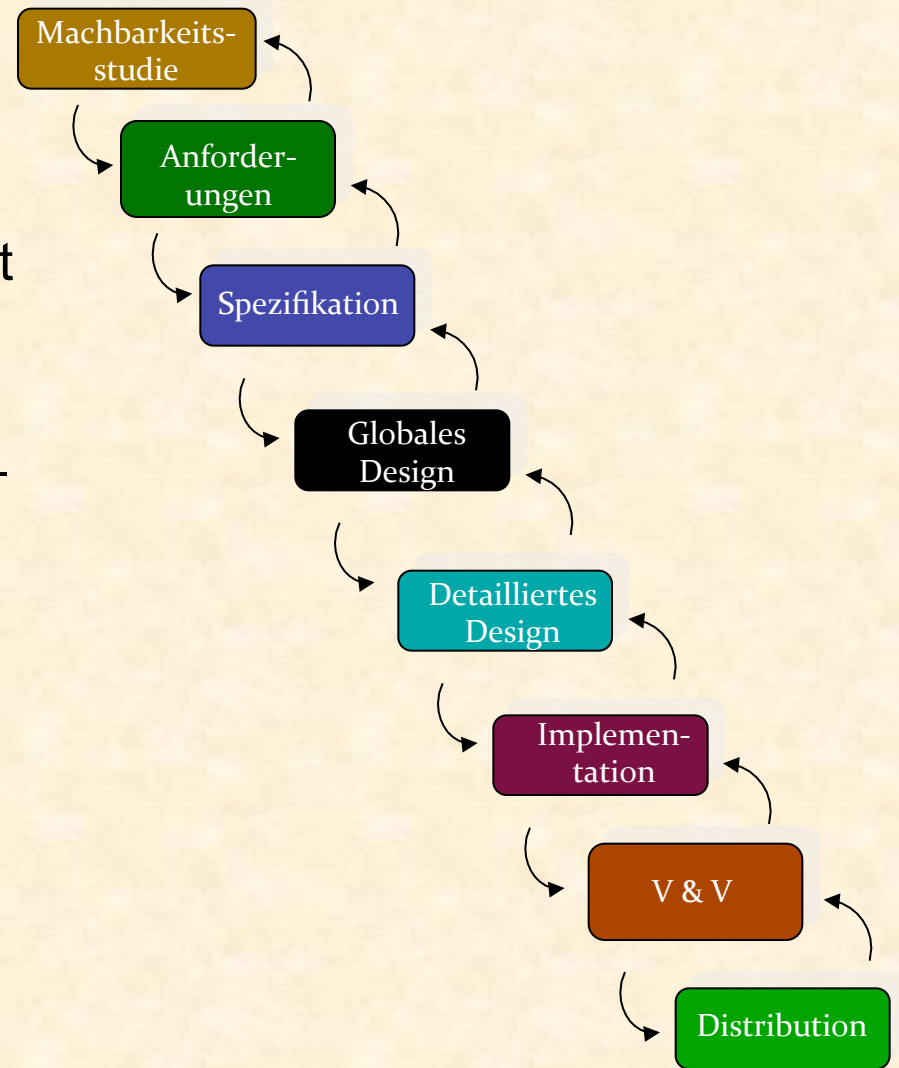 Machbarkeits-
studie
Anforder-
ungen
t
Spezifikation
Globales
Design
Detailliertes
Design
Implemen-
tation
V & V
Distribution